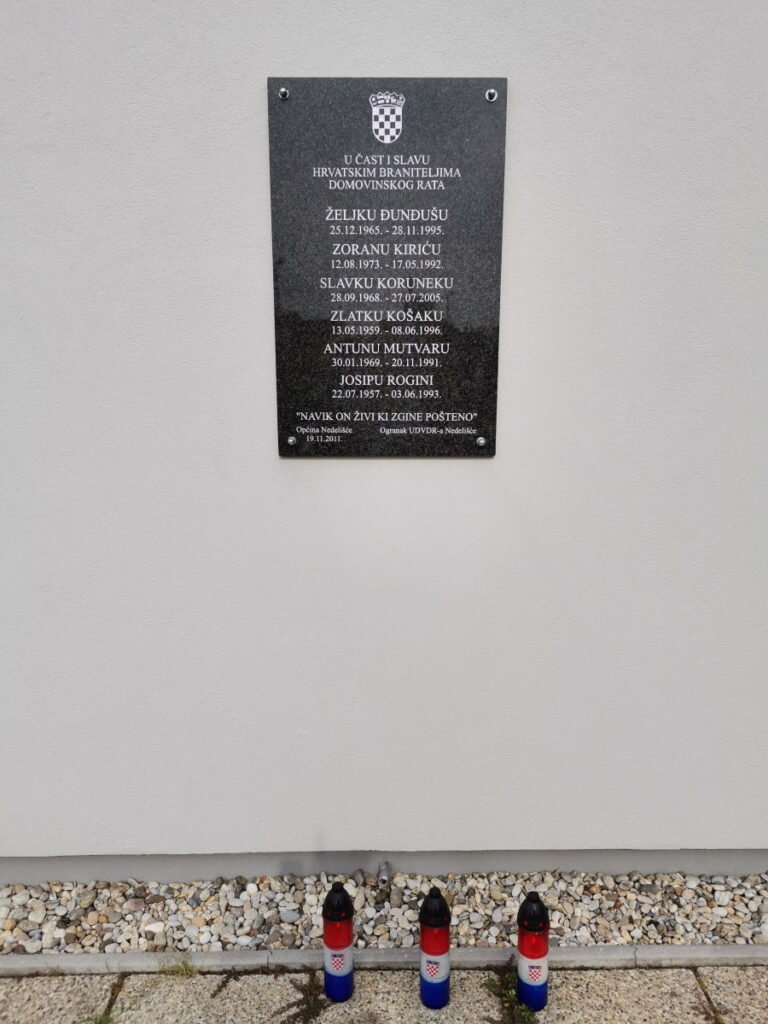 U ČAST I SLAVU
HRVATSKIM BRANITELJIMA
DOMOVINSKOG RATA
ŽELJKU ĐUNĐUŠU
25.12.1965. - 28.11.1995.
ZORANU KIRIĆU
12.08.1973. - 17.05.1992.
SLAVKU KORUNEKU
28.09.1968. - 27.07.2005.
ZLATKU KOŠAKU
13.05.1959. - 08.06.1996.
ANTUNU MUTVARU
30.01.1969. - 20.11.1991.
JOSIPU ROGINI
22.07.1957. - 03.06.1993.
"NAVIK ON ŽIVI KI ZGINE POŠTENO"
Općina Nedelišće Ogranak UDVDR-a Nedelišće
19.11.2011.